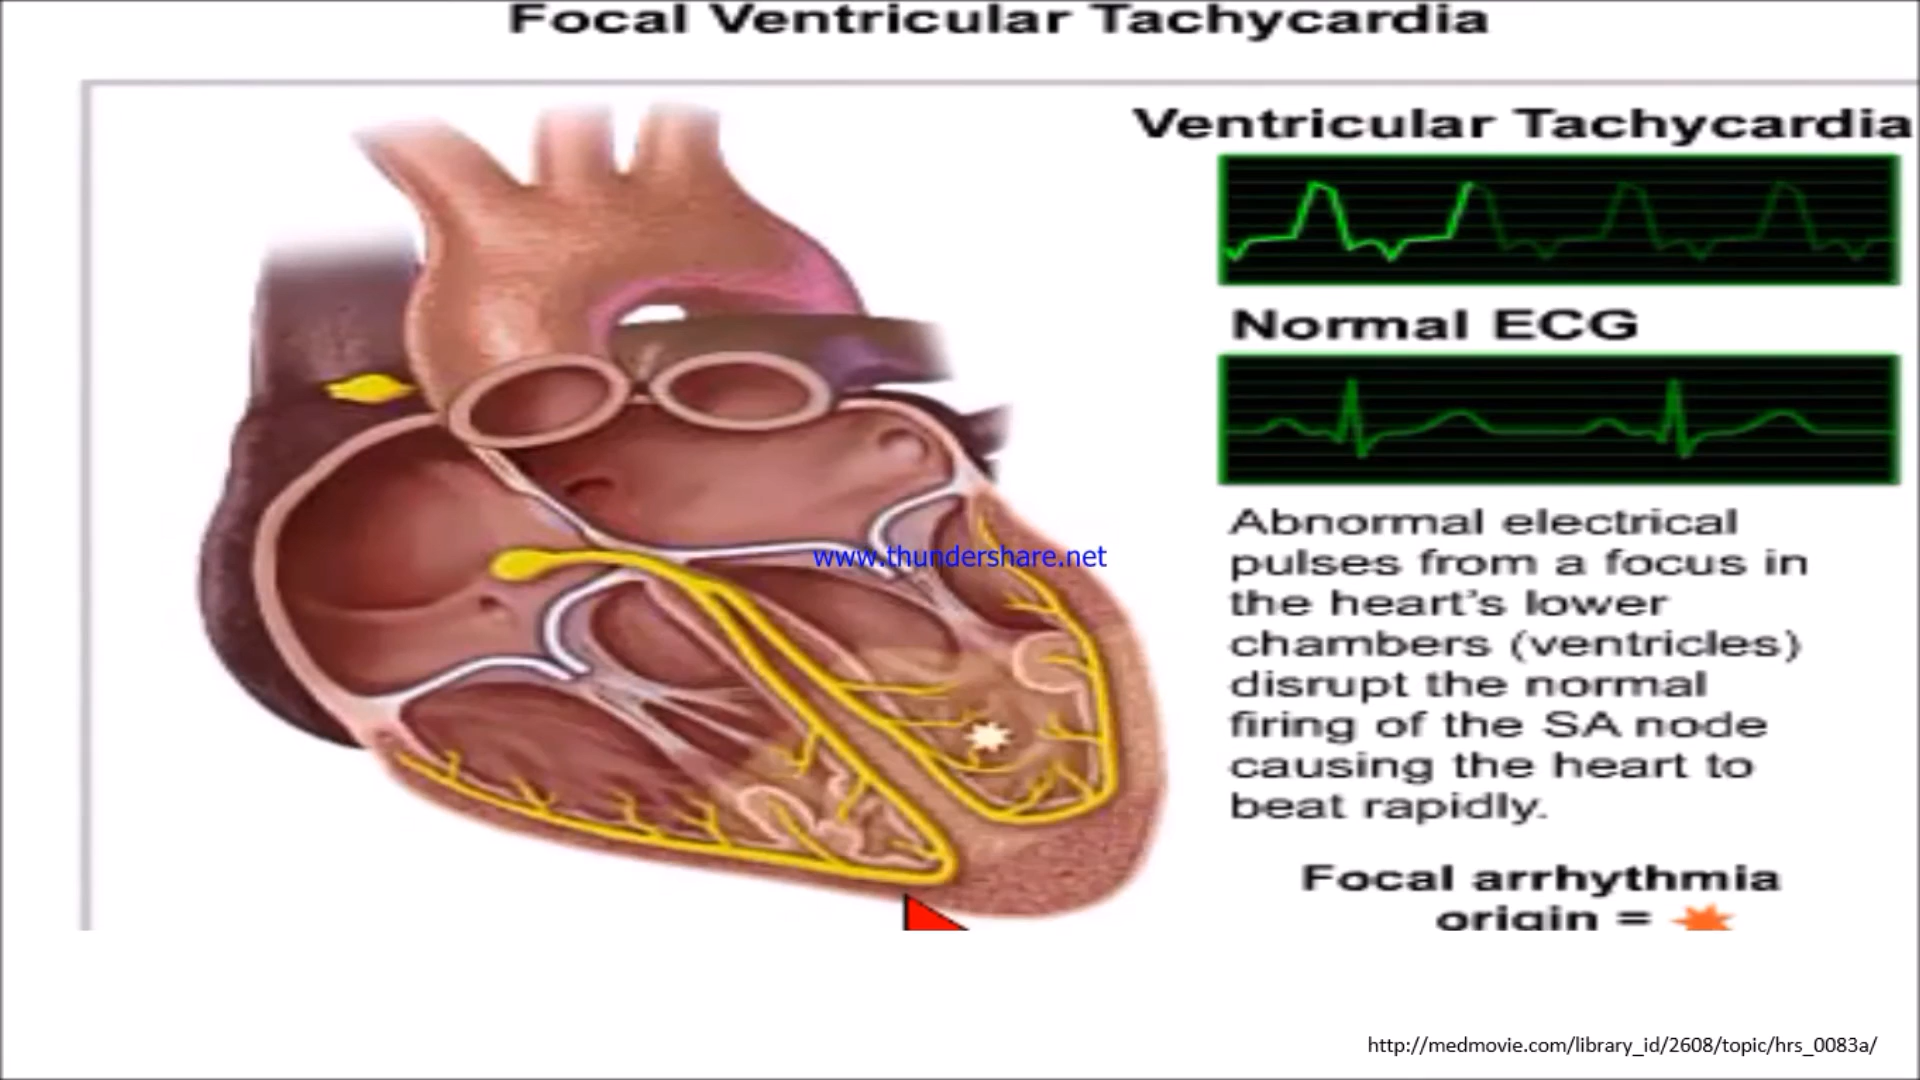 Focal Ventricular Tachycardia
Ventricular Tachycardia
Normal ECG
www.thundershare.net
Abnormal electrical
pulses from a focus in
the heart's lower
chambers (ventricles)
disrupt the normal
firing of the SA node
causing the heart to
beat rapidly.
Focal arrhythmia
origin =
http://medmovie.com/library_id/2608/topic/hrs_0083a/